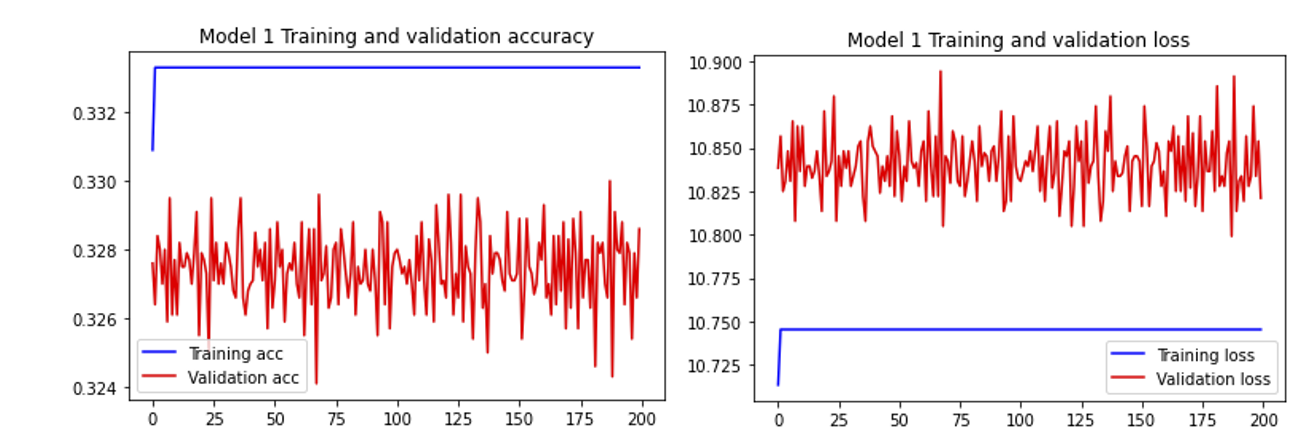 Model 1 Training and validation accuracy
0.332
0.330
0.328
0.326
0.324
Training acc
Validation acc
0 25 50 75 100 125 150 175 200
Model 1 Training and validation loss
10.900
10.875
10.850
10.825
10.800
10.775
10.750
10.725
Training loss
Validation loss
0 25 50 75 100 125 150 175 200